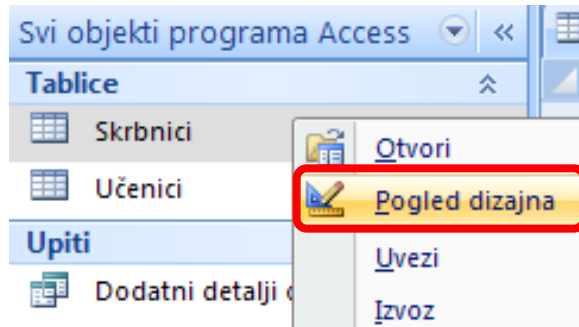 Svi objekti programa Access
Tablice
Skrbnici
Učenici
Upiti
Dodatni detalji
Otvori
Pogled dizajna
Uvezi
Izvoz